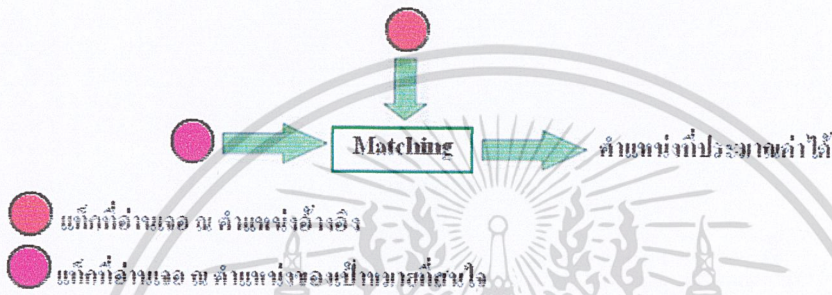 Matching
ตำแหน่งที่ประมาณค่าได้
แท็กที่อ่านเจอ ณ ตำแหน่งอ้างอิง
แท็กที่อ่านเจอ ณ ตำแหน่งของเป้าหมายที่สนใจ